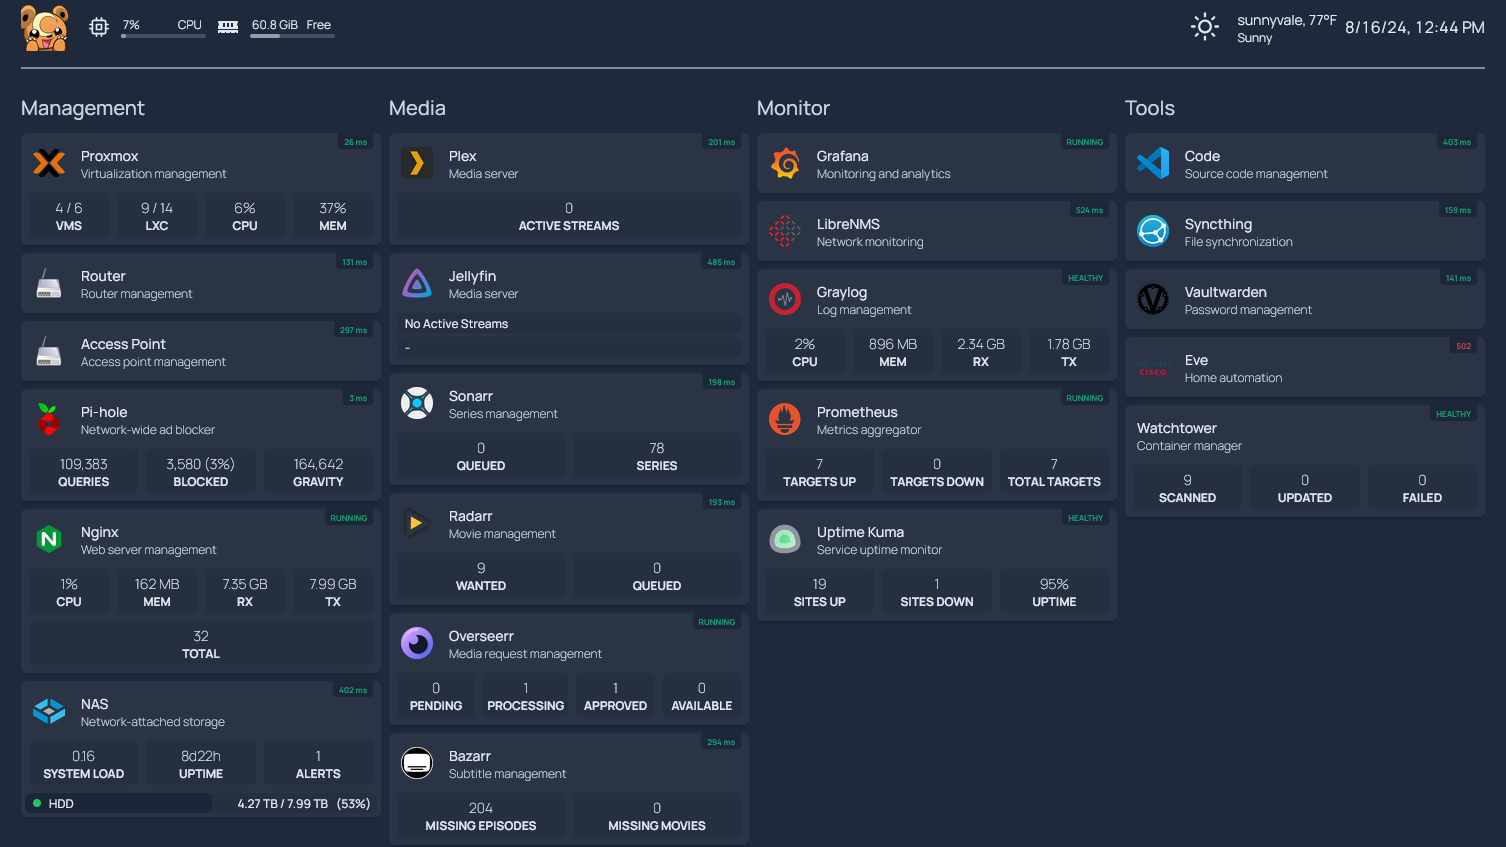 7% CPU 60.8 GiB Free
sunnyvale, 77°F
Sunny
8/16/24, 12:44 PM
Management
26 ms
Proxmox
Virtualization management
4 / 6 9 / 14 6% 37%
VMS LXC CPU MEM
131 ms
Router
Router management
297 ms
Access Point
Access point management
3 ms
Pi-hole
Network-wide ad blocker
109,383 3,580 (3%) 164,642
QUERIES BLOCKED GRAVITY
RUNNING
Nginx
Web server management
1% 162 MB 7.35 GB 7.99 GB
CPU MEM RX TX
32
TOTAL
402 ms
NAS
Network-attached storage
0.16 8d22h 1
SYSTEM LOAD UPTIME ALERTS
HDD 4.27 TB / 7.99 TB (53%)
Media
201 ms
Plex
Media server
0
ACTIVE STREAMS
485 ms
Jellyfin
Media server
No Active Streams
-
198 ms
Sonarr
Series management
0 78
QUEUED SERIES
193 ms
Radarr
Movie management
9 0
WANTED QUEUED
RUNNING
Overseerr
Media request management
0 1 1 0
PENDING PROCESSING APPROVED AVAILABLE
294 ms
Bazarr
Subtitle management
204 0
MISSING EPISODES MISSING MOVIES
Monitor
RUNNING
Grafana
Monitoring and analytics
524 ms
LibreNMS
Network monitoring
HEALTHY
Graylog
Log management
2% 896 MB 2.34 GB 1.78 GB
CPU MEM RX TX
RUNNING
Prometheus
Metrics aggregator
7 0 7
TARGETS UP TARGETS DOWN TOTAL TARGETS
HEALTHY
Uptime Kuma
Service uptime monitor
19 1 95%
SITES UP SITES DOWN UPTIME
Tools
403 ms
Code
Source code management
159 ms
Syncthing
File synchronization
141 ms
Vaultwarden
Password management
502
CISCO
Eve
Home automation
HEALTHY
Watchtower
Container manager
9 0 0
SCANNED UPDATED FAILED